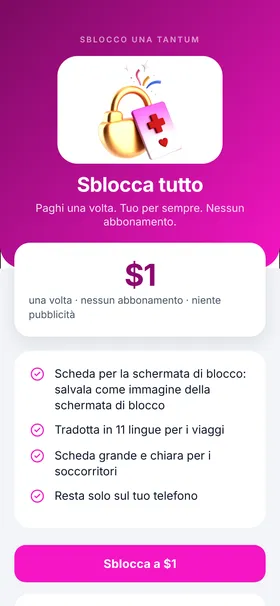 SBLOCCO UNA TANTUM
Sblocca tutto
Paghi una volta. Tuo per sempre. Nessun
abbonamento.
$1
una volta · nessun abbonamento · niente
pubblicità
Scheda per la schermata di blocco:
salvala come immagine della
schermata di blocco
Tradotta in 11 lingue per i viaggi
Scheda grande e chiara per i
soccorritori
Resta solo sul tuo telefono
Sblocca a $1